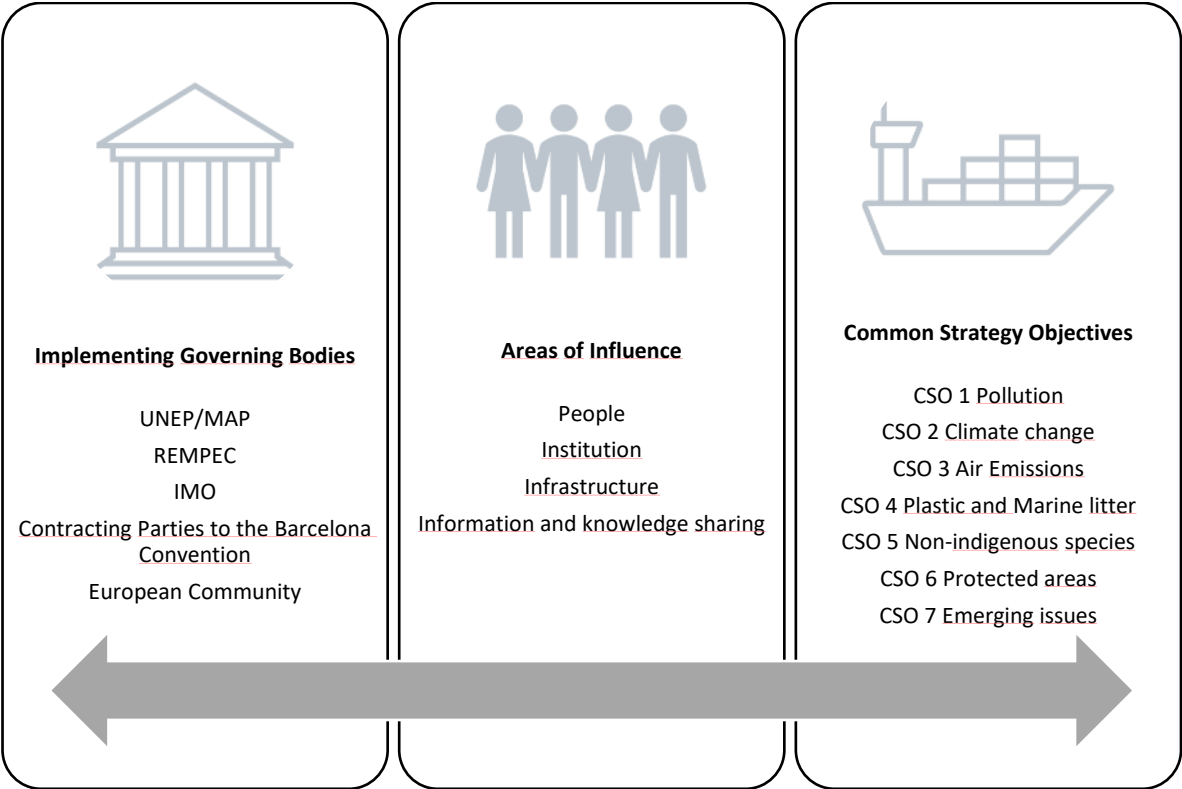 Implementing Governing Bodies
UNEP/MAP
REMPEC
IMO
Contracting Parties to the Barcelona
Convention
European Community
Areas of Influence
People
Institution
Infrastructure
Information and knowledge sharing
Common Strategy Objectives
CSO 1 Pollution
CSO 2 Climate change
CSO 3 Air Emissions
CSO 4 Plastic and Marine litter
CSO 5 Non-indigenous species
CSO 6 Protected areas
CSO 7 Emerging issues